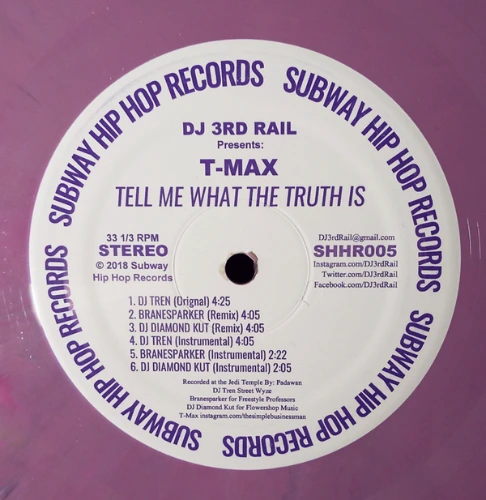 SUBWAY HIP HOP RECORDS
SUBWAY HIP HOP RECORDS
SUBWAY HIP HOP RECORDS
SUBWAY HIP HOP RECORDS
DJ 3RD RAIL
Presents:
T-MAX
TELL ME WHAT THE TRUTH IS
33 1/3 RPM
STEREO
© 2018 Subway
Hip Hop Records
DJ3rdRail@gmail.com
SHHR005
Instagram.com/DJ3rdRail
Twitter.com/DJ3rdRail
Facebook.com/DJ3rdRail
1. DJ TREN (Orignal) 4:25
2. BRANESPARKER (Remix) 4:05
3. DJ DIAMOND KUT (Remix) 4:05
4. DJ TREN (Instrumental) 4:05
5. BRANESPARKER (Instrumental) 2:22
6. DJ DIAMOND KUT (Instrumental) 2:05
Recorded at the Jedi Temple By: Padawan
DJ Tren Street Wyze
Branesparker for Freestyle Professors
DJ Diamond Kut for Flowershop Music
T-Max instagram.com/thesimplebusinessman